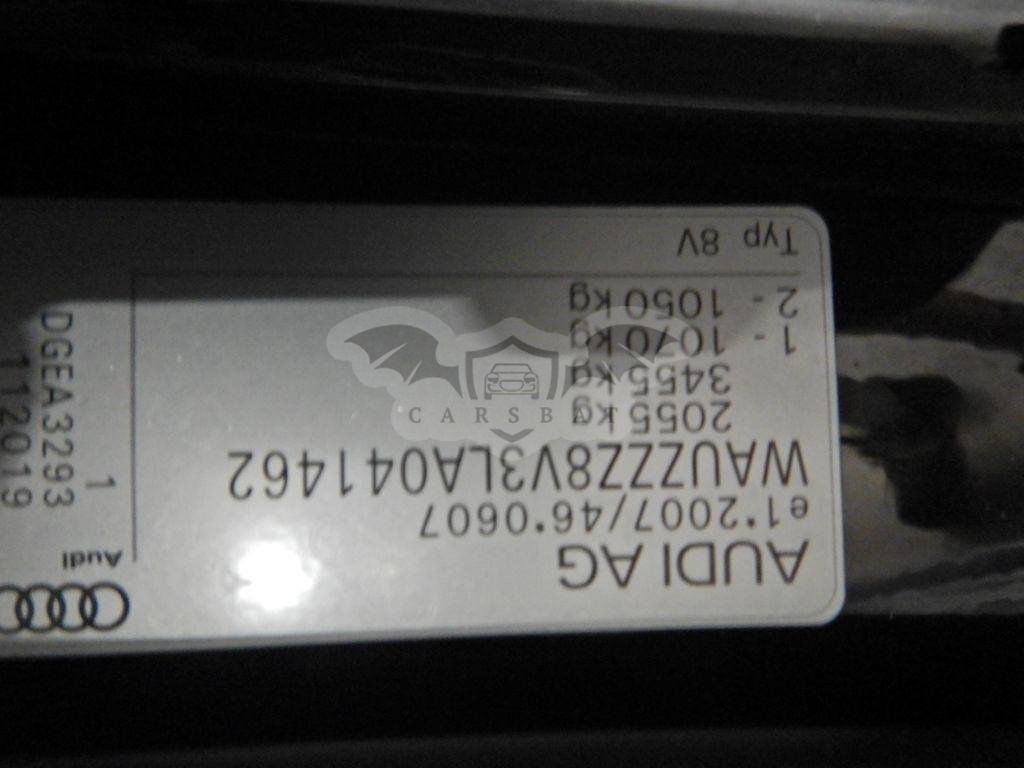 AUDI AG
e1*2007/46*0607
WAUZZZ8V3LA041462
2055 kg
3455 kg
1 - 1070 kg
2 - 1050 kg
Typ 8V
Audi
1
DGEA3293
112019
CARSBAT